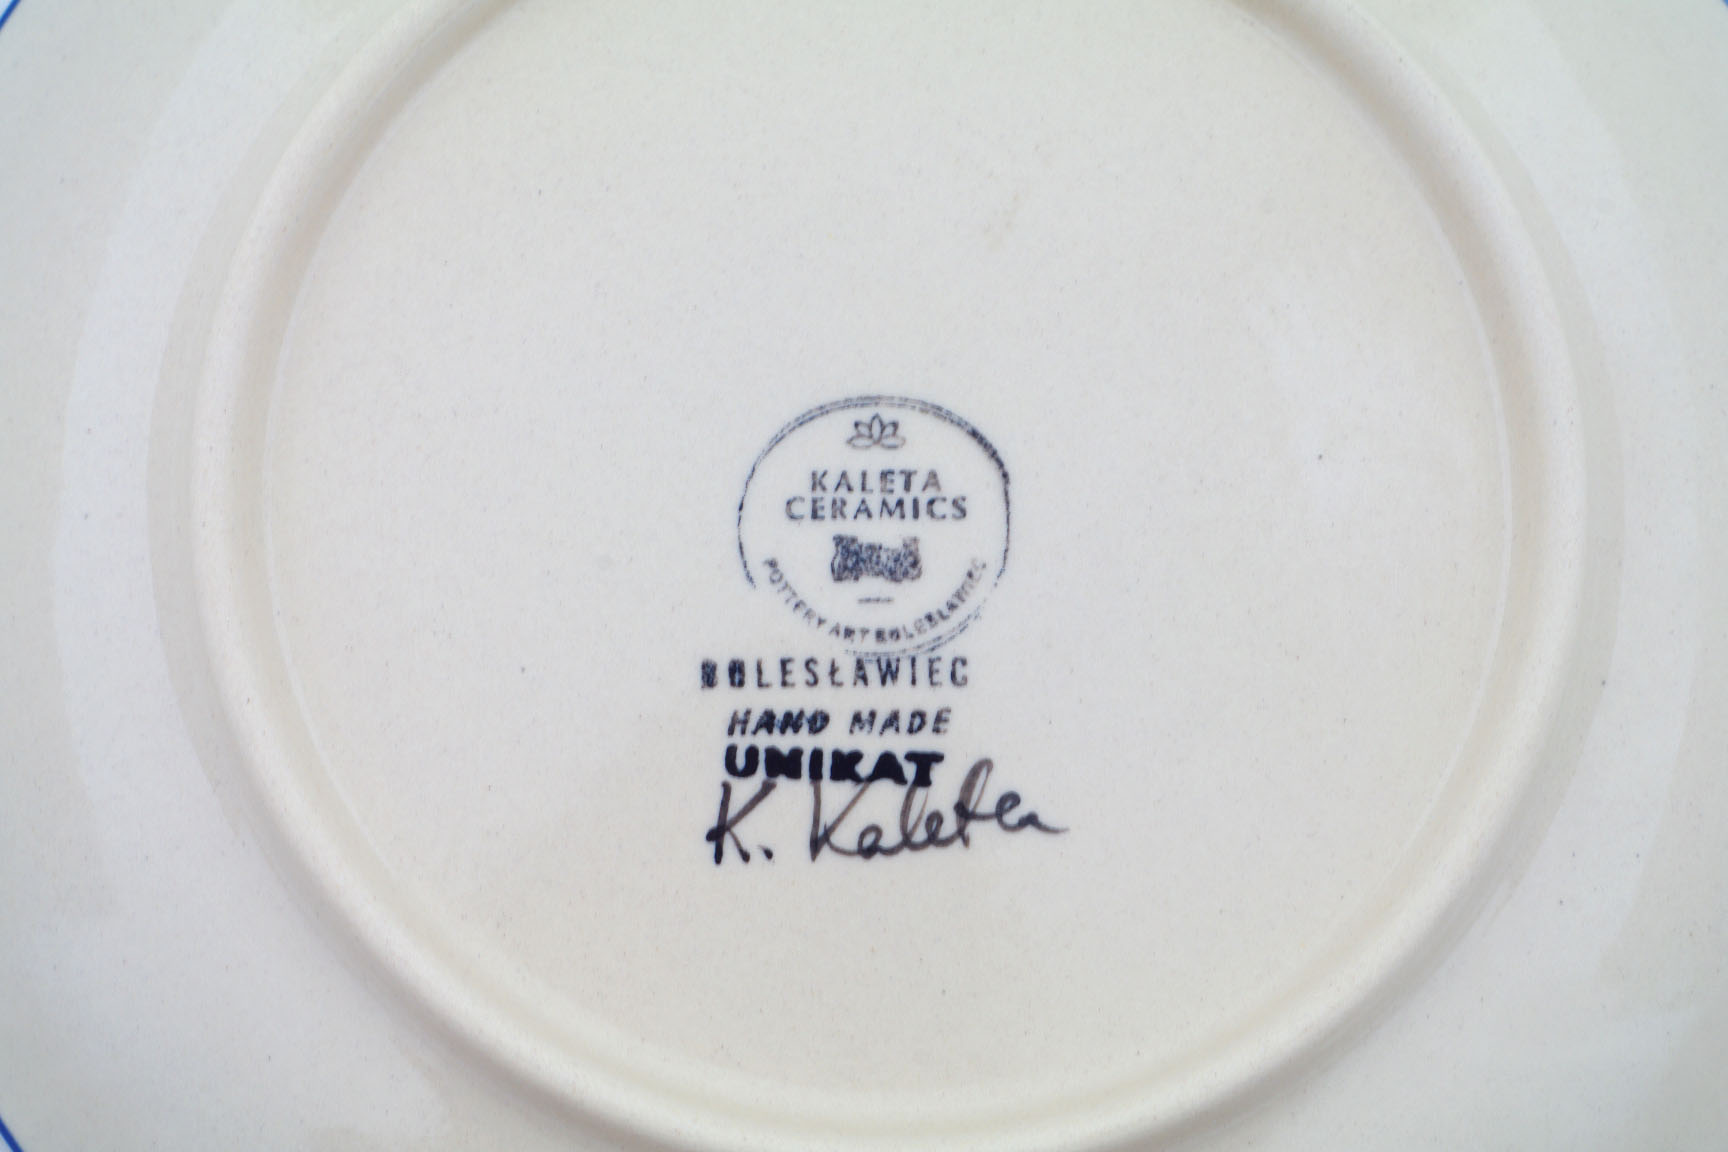 KALETA
CERAMICS
POTTERY ART BOLESŁAWIEC
BOLESŁAWIEC
HAND MADE
UNIKAT
K. Kaleta